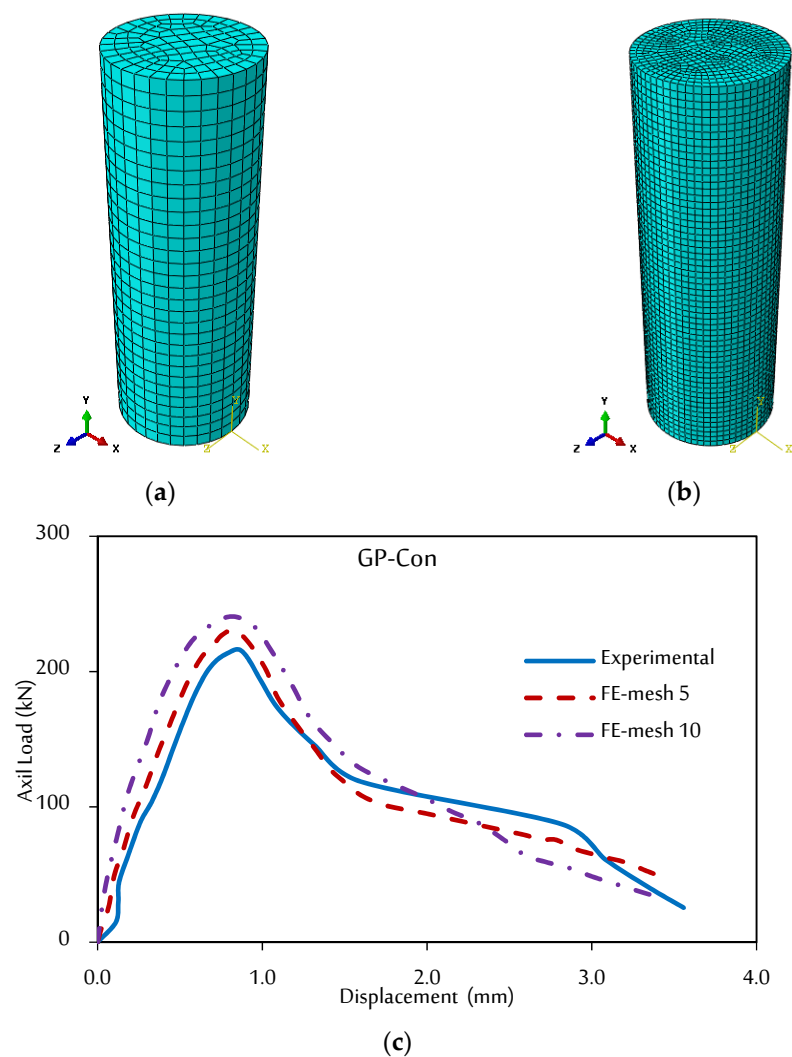 Y
Z
X
Y
Z
X
Y
Z
X
Z
X
(a)
(b)
300
GP-Con
200
100
0
Axil Load (kN)
Experimental
FE-mesh 5
FE-mesh 10
0.0 1.0 2.0 3.0 4.0
Displacement (mm)
(c)